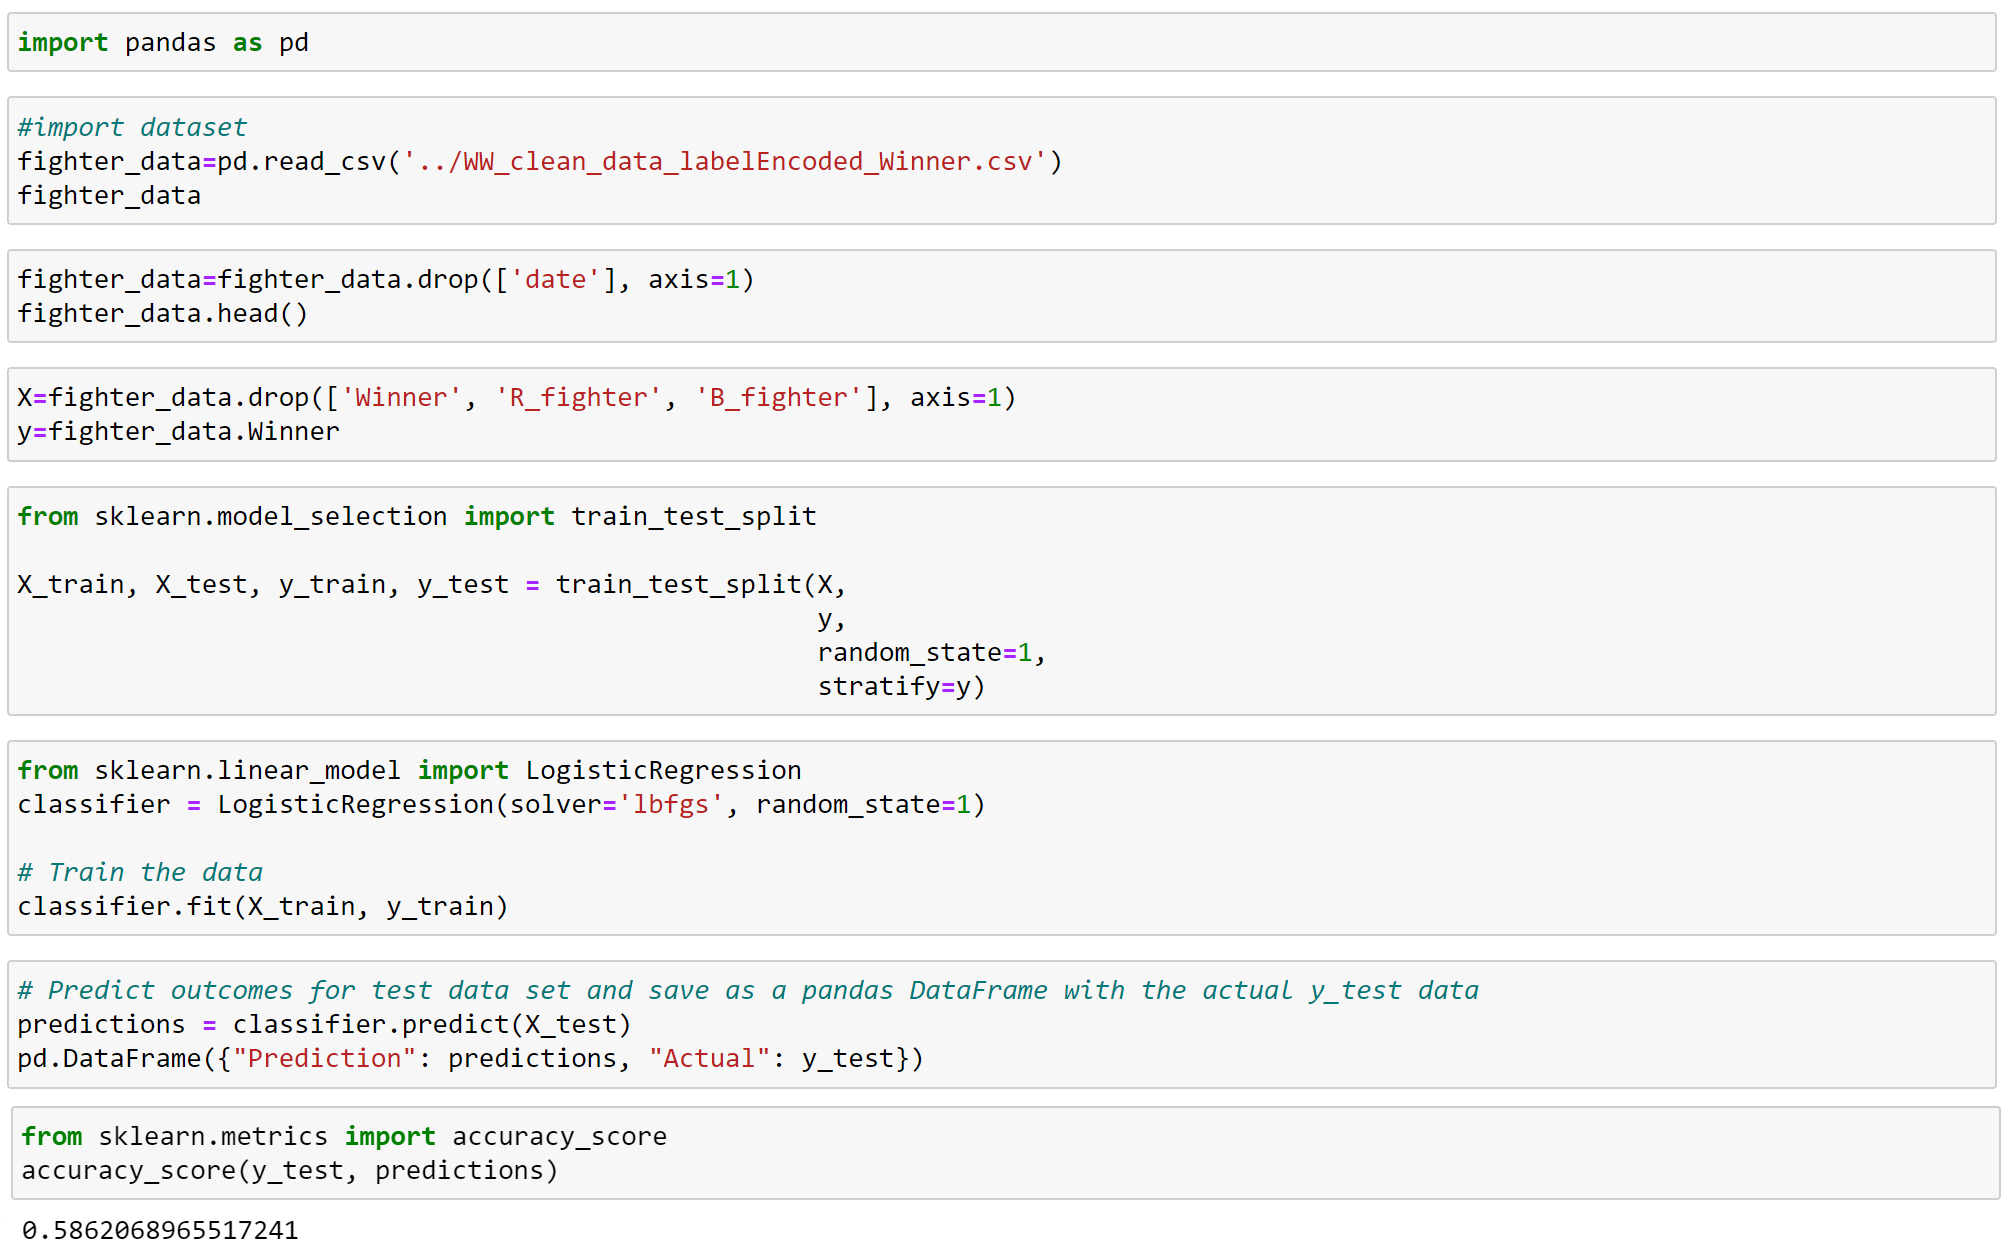 import pandas as pd
#import dataset
fighter_data=pd.read_csv('../WW_clean_data_labelEncoded_Winner.csv')
fighter_data
fighter_data=fighter_data.drop(['date'], axis=1)
fighter_data.head()
X=fighter_data.drop(['Winner', 'R_fighter', 'B_fighter'], axis=1)
y=fighter_data.Winner
from sklearn.model_selection import train_test_split
X_train, X_test, y_train, y_test = train_test_split(X,
y,
random_state=1,
stratify=y)
from sklearn.linear_model import LogisticRegression
classifier = LogisticRegression(solver='lbfgs', random_state=1)
# Train the data
classifier.fit(X_train, y_train)
# Predict outcomes for test data set and save as a pandas DataFrame with the actual y_test data
predictions = classifier.predict(X_test)
pd.DataFrame({"Prediction": predictions, "Actual": y_test})
from sklearn.metrics import accuracy_score
accuracy_score(y_test, predictions)
0.5862068965517241